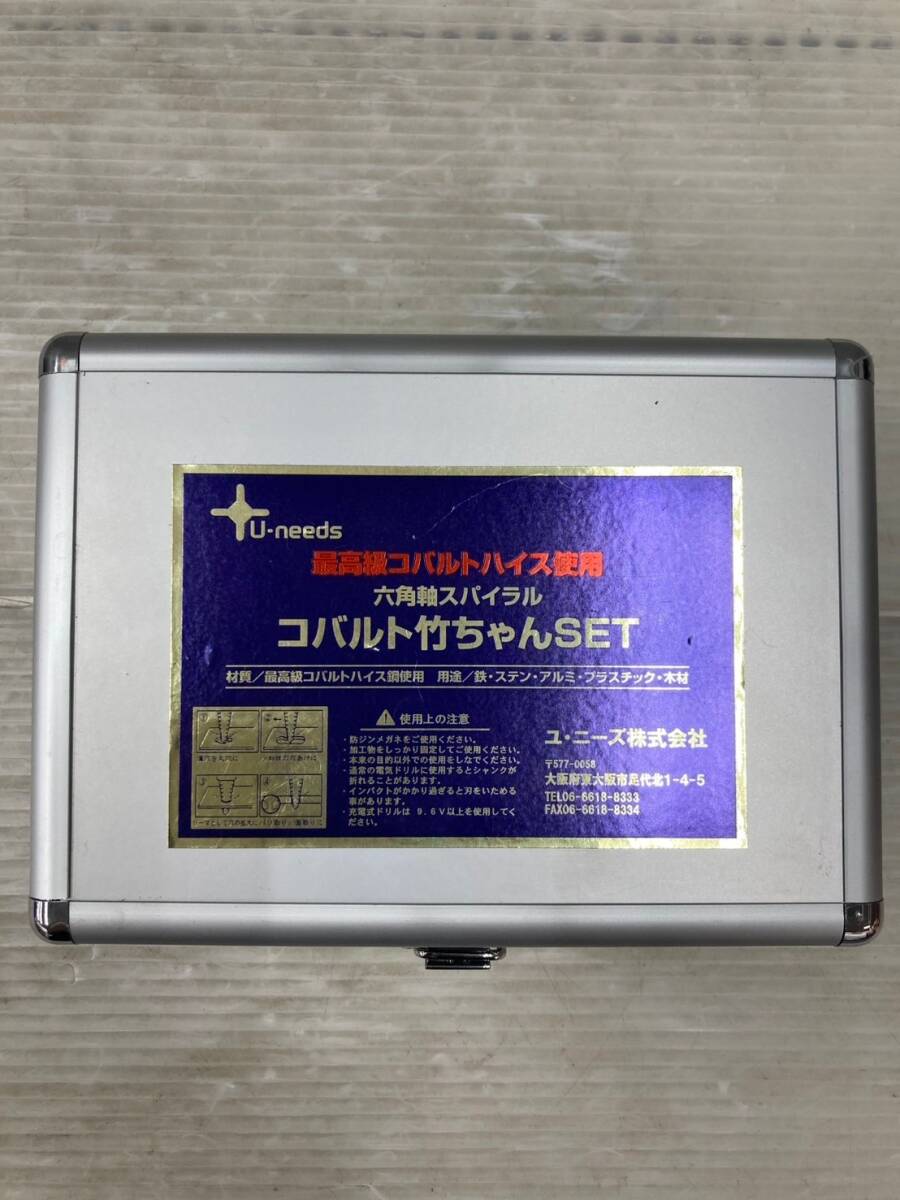 U-needs
最高級コバルトハイス使用
六角軸スパイラル
コバルト竹ちゃんSET
材質／最高級コバルトハイス鋼使用 用途／鉄・ステン・アルミ・プラスチック・木材
使用上の注意
・防ジンメガネをご使用ください。
・加工物をしっかり固定してご使用ください。
・本来の目的以外での使用をしなでください。
・通常の電気ドリルに使用するとシャンクが
折れることがあります。
・インパクトがかかり過ぎると刃をいためる
事があります。
・充電式ドリルは 9.6V以上を使用してく
ださい。
ユ・ニーズ株式会社
〒577-0058
大阪府東大阪市足代北1-4-5
TEL06-6618-8333
FAX06-6618-8334